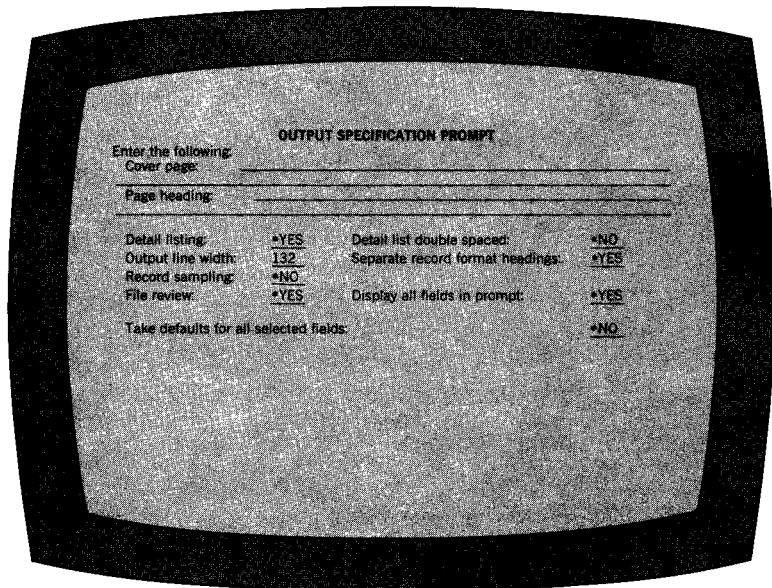 OUTPUT SPECIFICATION PROMPT
Enter the following:
Cover page:
Page heading:
Detail listing: *YES Detail list double spaced: *NO
Output line width: 132 Separate record format headings: *YES
Record sampling: *NO
File review: *YES Display all fields in prompt: *YES
Take defaults for all selected fields: *NO